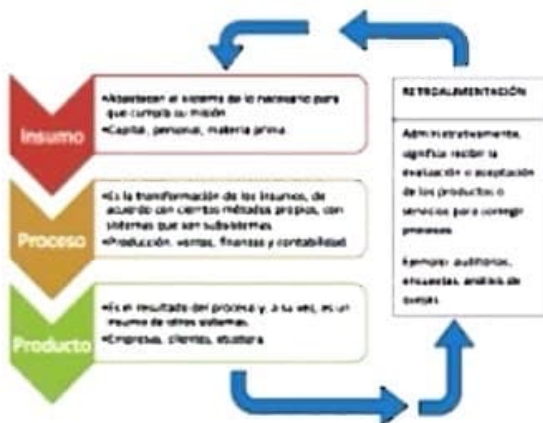 Insumo
•Abastecer el sistema de lo necesario para
que cumpla su misión
•Capital, personal, materia prima
Proceso
•Es la transformación de los insumos, de
acuerdo con ciertos métodos propios, con
sistemas que son subsistemas
•Producción, ventas, finanzas y contabilidad
Producto
•Es el resultado del proceso y, a su vez, es un
insumo de otros sistemas.
•Empresas, clientes, etcétera
RETROALIMENTACIÓN
Administrativamente,
significa recibir la
evaluación o aceptación
de los productos o
servicios para corregir
procesos
Ejemplo: auditorías,
encuestas, análisis de
quejas